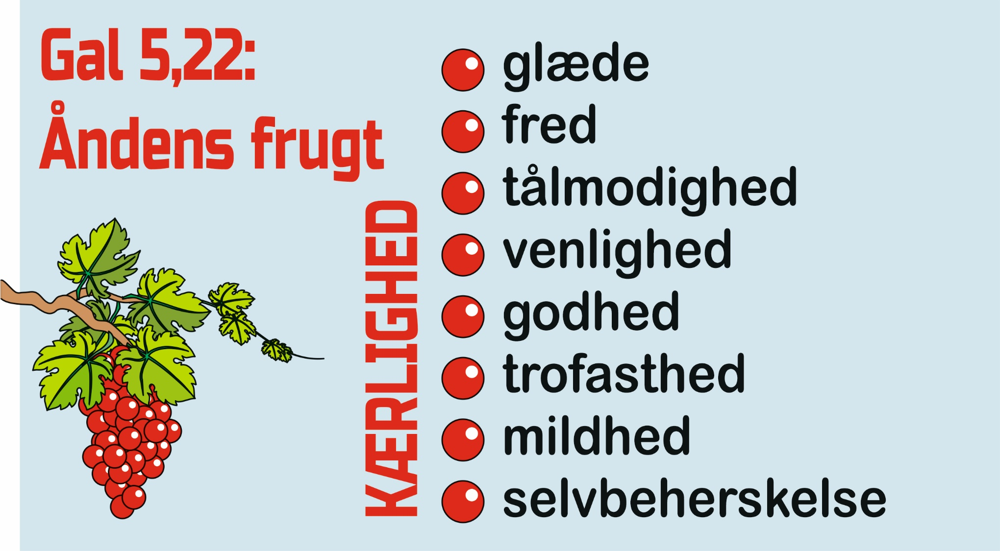 Gal 5,22:
Åndens frugt
KÆRLIGHED
glæde
fred
tålmodighed
venlighed
godhed
trofasthed
mildhed
selvbeherskelse